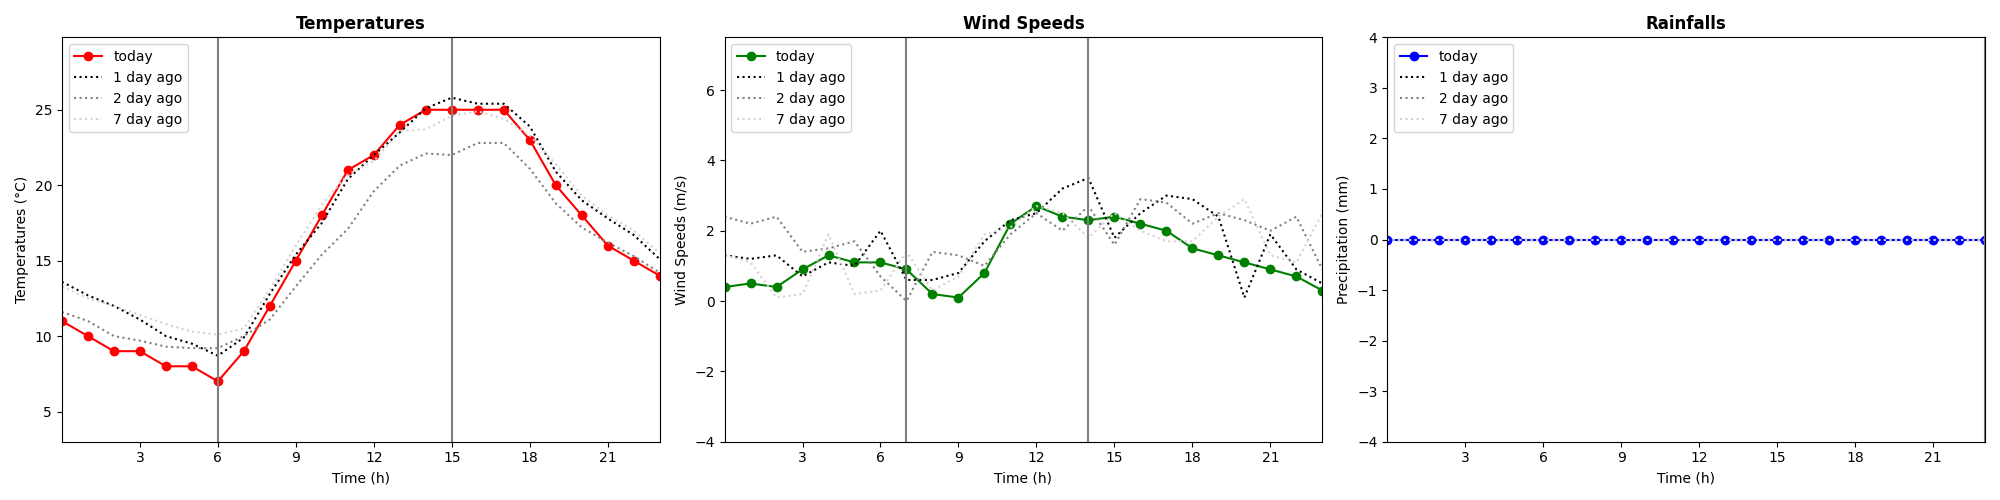 Temperatures
today
1 day ago
2 day ago
7 day ago
25
20
15
10
5
Temperatures (°C)
3 6 9 12 15 18 21
Time (h)
Wind Speeds
today
1 day ago
2 day ago
7 day ago
6
4
2
0
−2
−4
Wind Speeds (m/s)
3 6 9 12 15 18 21
Time (h)
Rainfalls
today
1 day ago
2 day ago
7 day ago
4
3
2
1
0
−1
−2
−3
−4
Precipitation (mm)
3 6 9 12 15 18 21
Time (h)